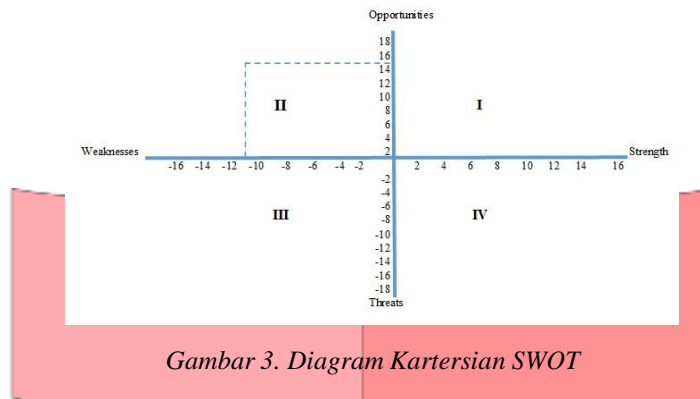 Opportunities
18
16
14
12
10
8
6
4
2
II
I
Weaknesses
Strength
-16 -14 -12 -10 -8 -6 -4 -2 2 4 6 8 10 12 14 16
-2
-4
-6
-8
-10
-12
-14
-16
-18
III
IV
Threats
Gambar 3. Diagram Kartersian SWOT